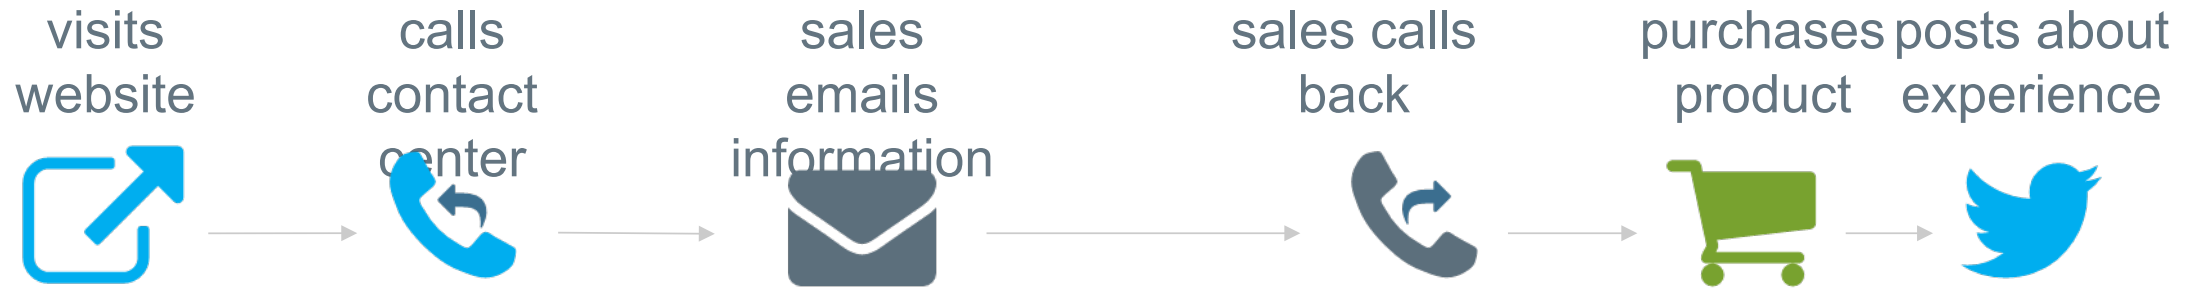 visits
website
calls
contact
center
sales
emails
information
sales calls
back
purchases
product
posts about
experience